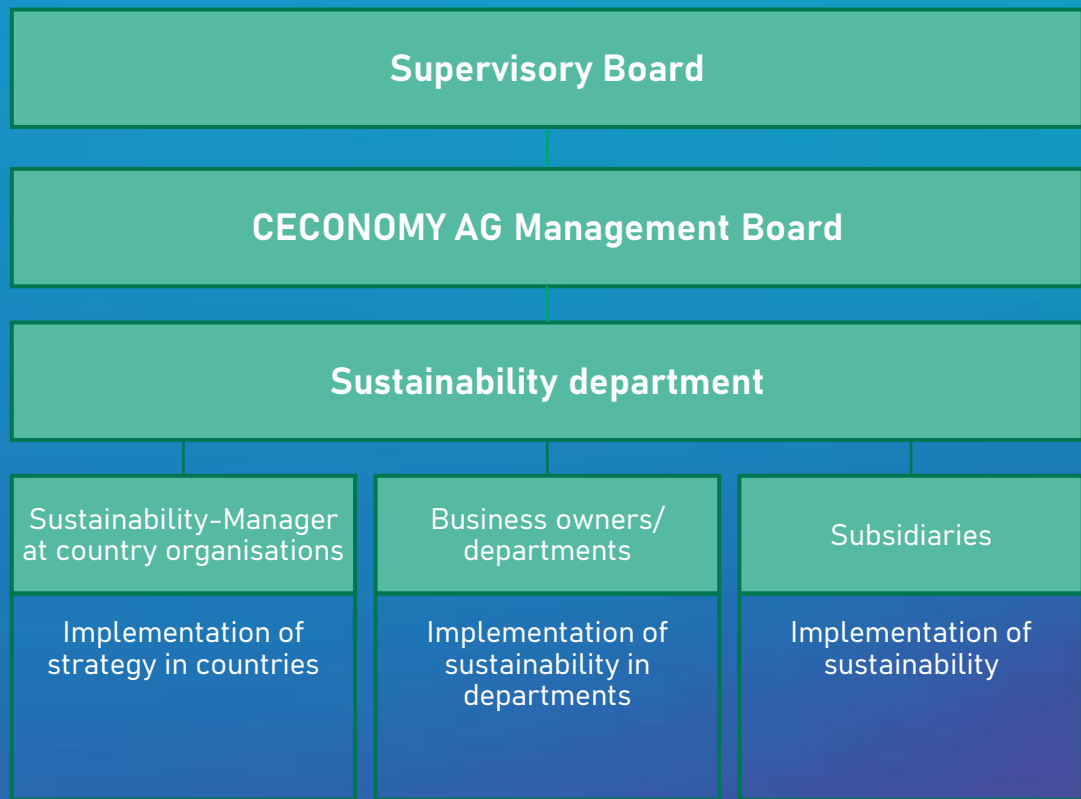 Supervisory Board
CECONOMY AG Management Board
Sustainability department
Sustainability-Manager
at country organisations
Business owners/
departments
Subsidiaries
Implementation of
strategy in countries
Implementation of
sustainability in
departments
Implementation of
sustainability